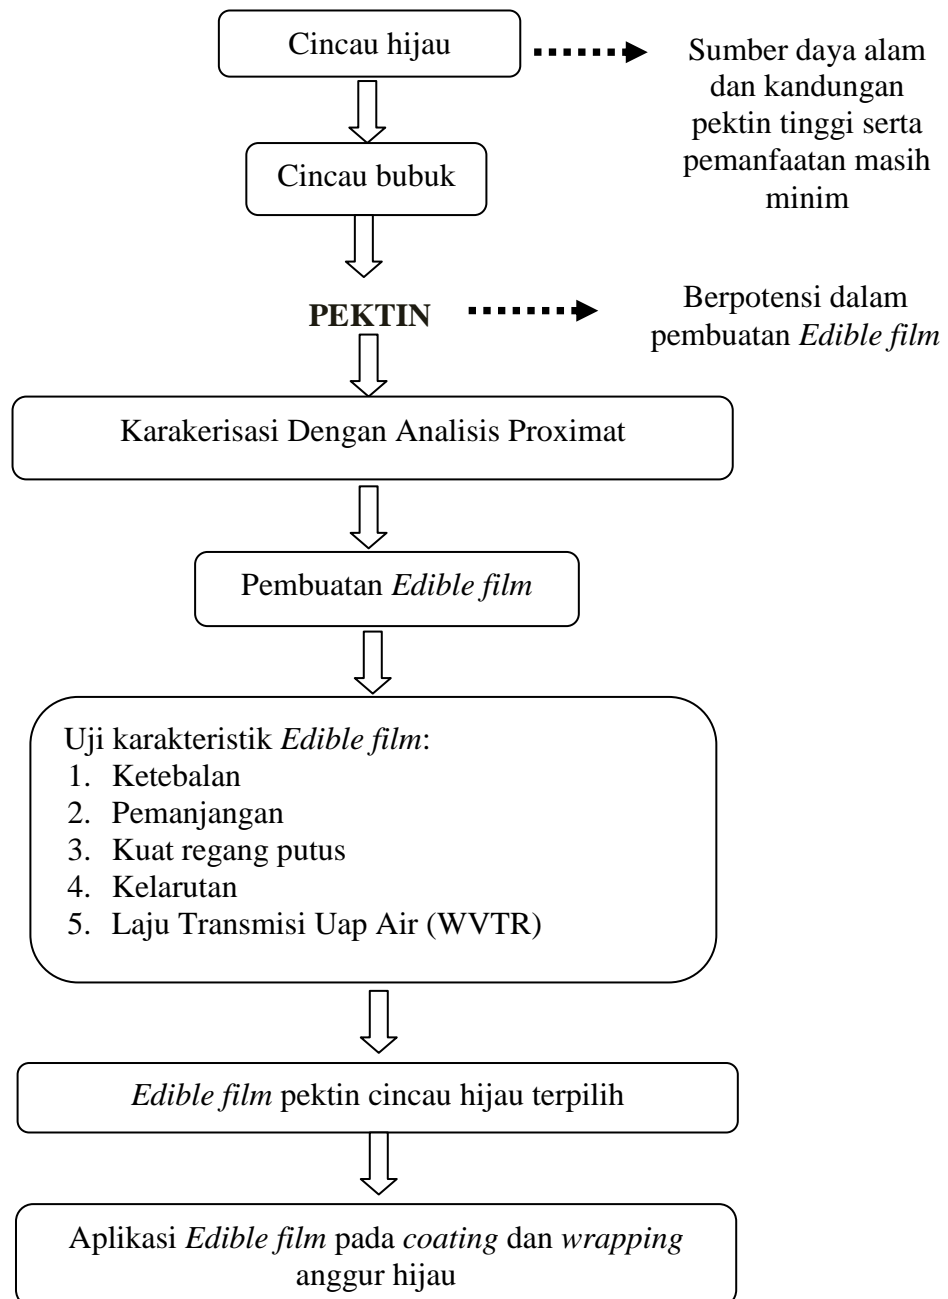 Cincau hijau
Sumber daya alam
dan kandungan
pektin tinggi serta
pemanfaatan masih
minim
Cincau bubuk
PEKTIN
Berpotensi dalam
pembuatan Edible film
Karakerisasi Dengan Analisis Proximat
Pembuatan Edible film
Uji karakteristik Edible film:
1. Ketebalan
2. Pemanjangan
3. Kuat regang putus
4. Kelarutan
5. Laju Transmisi Uap Air (WVTR)
Edible film pektin cincau hijau terpilih
Aplikasi Edible film pada coating dan wrapping
anggur hijau